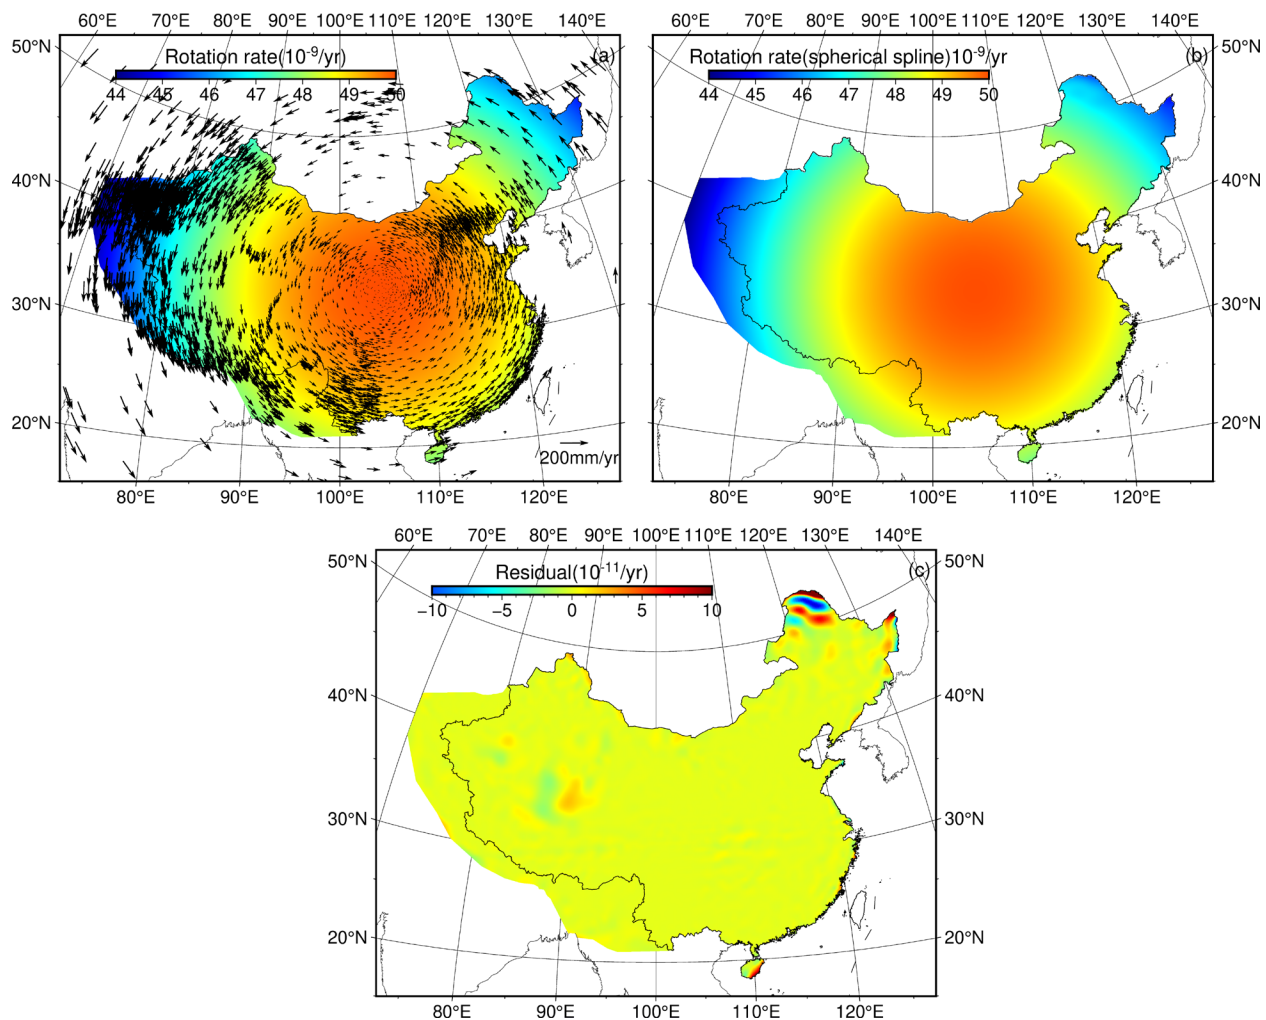 60°E 70°E 80°E 90°E 100°E 110°E 120°E 130°E 140°E
50°N
Rotation rate(10⁻⁹/yr)
(a)
44 45 46 47 48 49 50
40°N
30°N
20°N
200mm/yr
80°E 90°E 100°E 110°E 120°E
60°E 70°E 80°E 90°E 100°E 110°E 120°E 130°E 140°E
Rotation rate(spherical spline)10⁻⁹/yr
(b)
50°N
44 45 46 47 48 49 50
40°N
30°N
20°N
80°E 90°E 100°E 110°E 120°E
60°E 70°E 80°E 90°E 100°E 110°E 120°E 130°E 140°E
50°N 50°N
Residual(10⁻¹¹/yr)
(c)
−10 −5 0 5 10
40°N 40°N
30°N 30°N
20°N 20°N
80°E 90°E 100°E 110°E 120°E